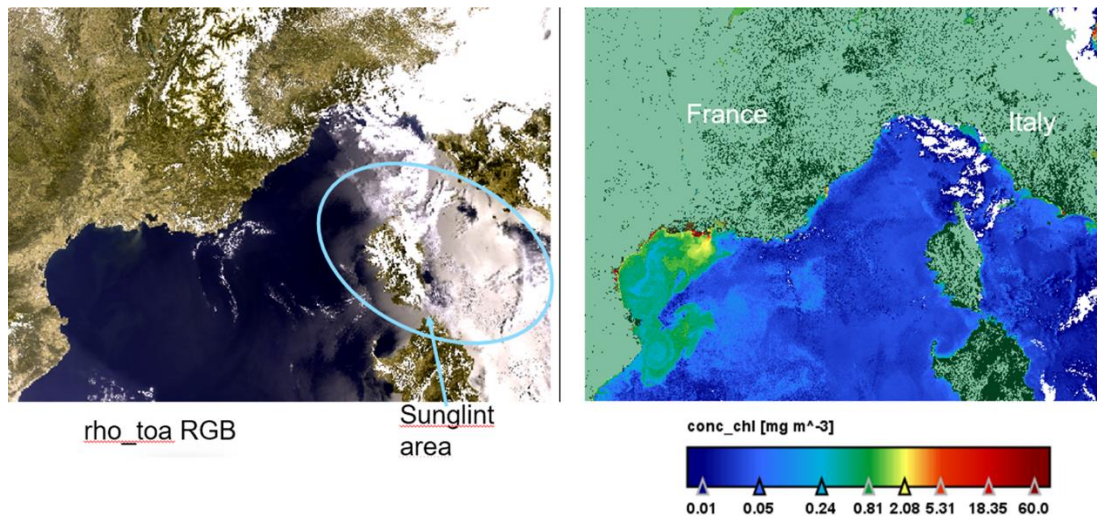 France
Italy
rho_toa RGB
Sunglint
area
conc_chl [mg m^-3]
0.01 0.05 0.24 0.81 2.08 5.31 18.35 60.0